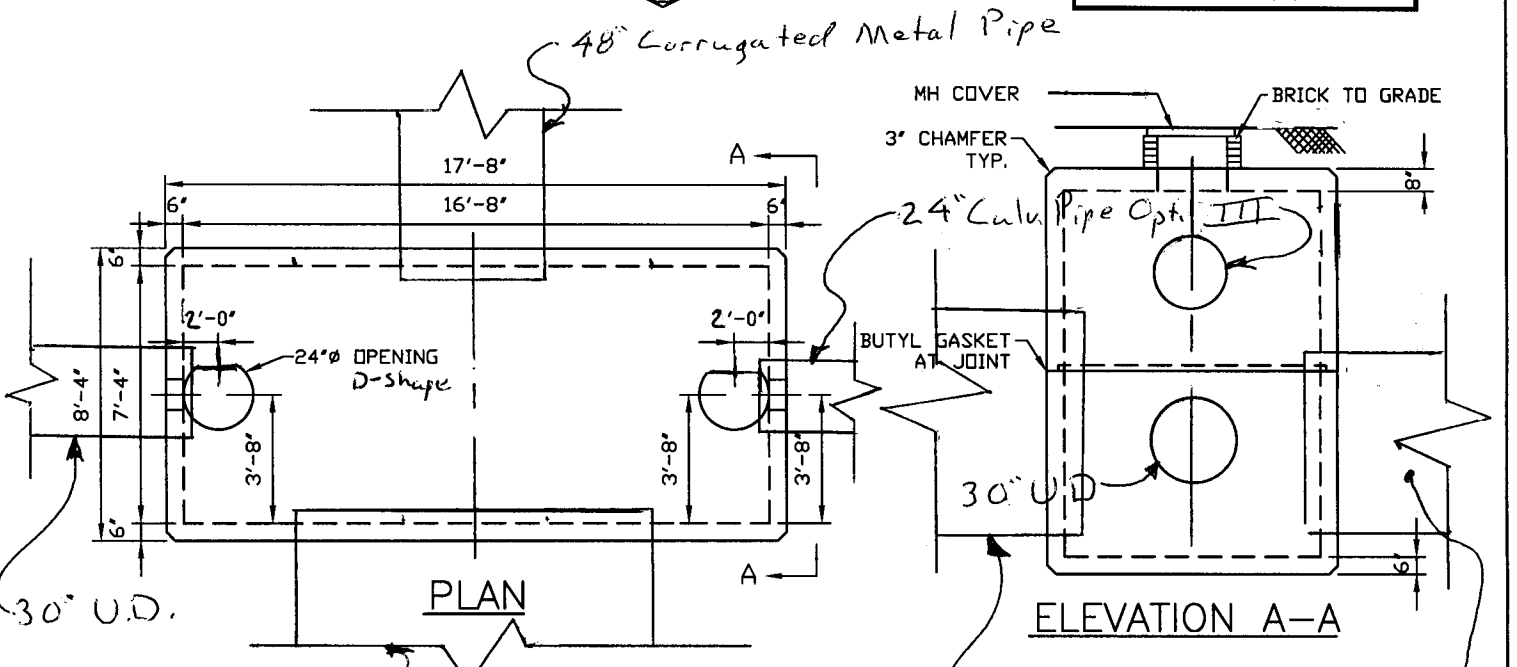 48" Corrugated Metal Pipe
MH COVER
BRICK TO GRADE
3" CHAMFER
TYP.
A
17'-8"
8"
6"
16'-8"
6"
24" Culv Pipe Opt. III
6"
2'-0"
2'-0"
24"Ø OPENING
D-shape
BUTYL GASKET
AT JOINT
8'-4"
7'-4"
3'-8"
3'-8"
3'-8"
30" U.D
6"
6"
A
30" U.D.
PLAN
ELEVATION A-A